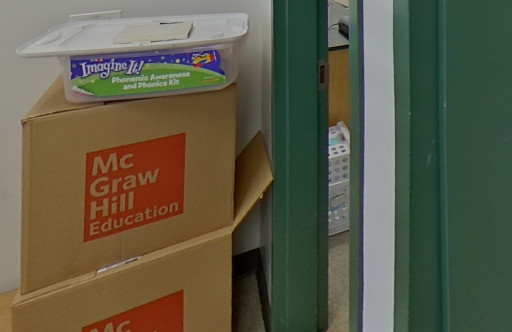 Imagine It!
Phonemic Awareness
and Phonics Kit
Mc
Graw
Hill
Education
Mc